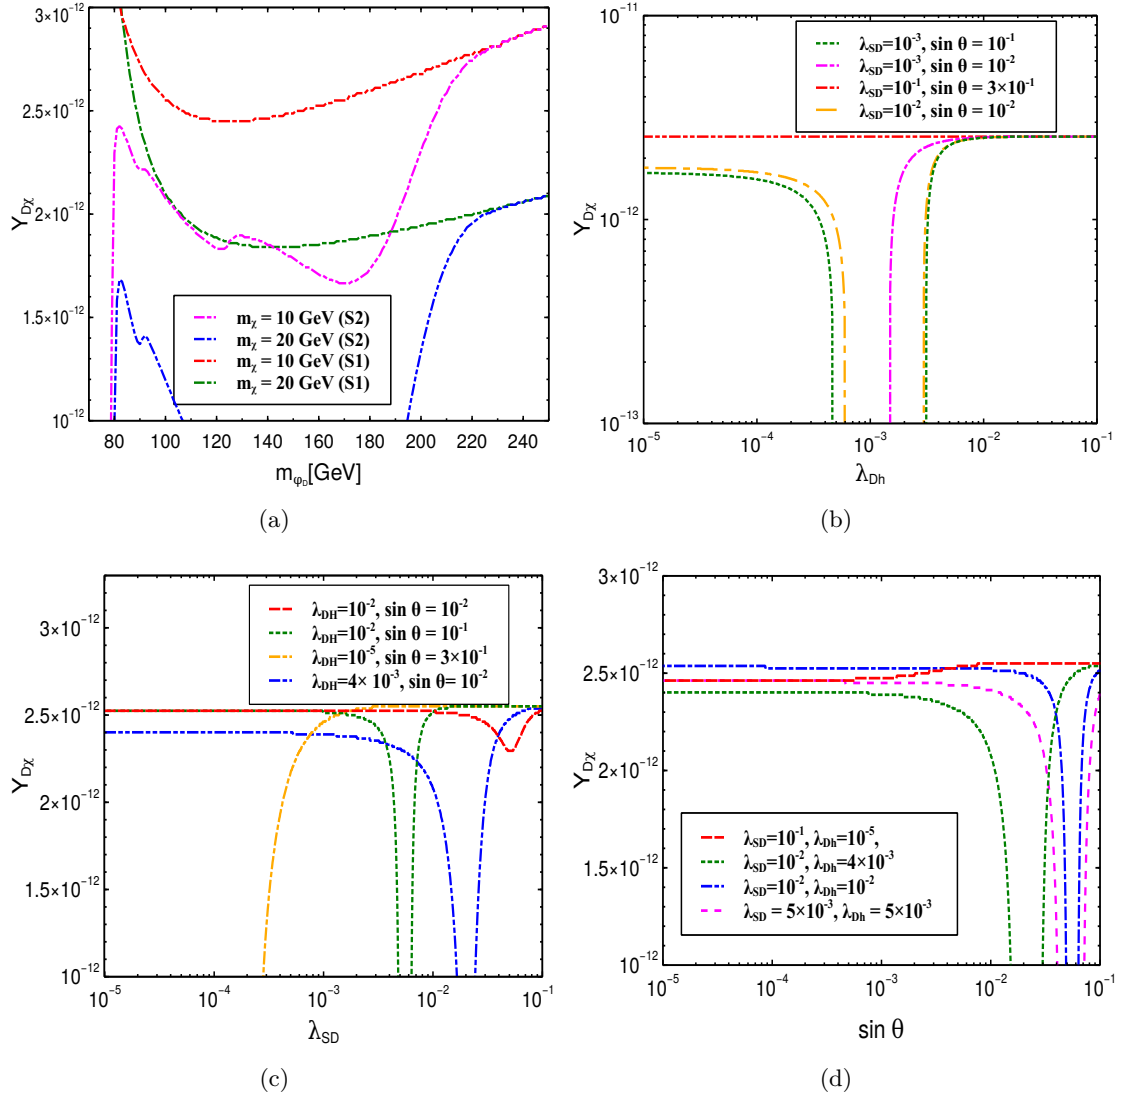 3×10⁻¹²
2.5×10⁻¹²
2×10⁻¹²
1.5×10⁻¹²
10⁻¹²
Y_Dχ
m_χ = 10 GeV (S2)
m_χ = 20 GeV (S2)
m_χ = 10 GeV (S1)
m_χ = 20 GeV (S1)
80 100 120 140 160 180 200 220 240
m_φ_D[GeV]
(a)
10⁻¹¹
10⁻¹²
10⁻¹³
Y_Dχ
λ_SD=10⁻³, sin θ = 10⁻¹
λ_SD=10⁻³, sin θ = 10⁻²
λ_SD=10⁻¹, sin θ = 3×10⁻¹
λ_SD=10⁻², sin θ = 10⁻²
10⁻⁵ 10⁻⁴ 10⁻³ 10⁻² 10⁻¹
λ_Dh
(b)
3×10⁻¹²
2.5×10⁻¹²
2×10⁻¹²
1.5×10⁻¹²
10⁻¹²
Y_Dχ
λ_DH=10⁻², sin θ = 10⁻²
λ_DH=10⁻², sin θ = 10⁻¹
λ_DH=10⁻⁵, sin θ = 3×10⁻¹
λ_DH=4× 10⁻³, sin θ= 10⁻²
10⁻⁵ 10⁻⁴ 10⁻³ 10⁻² 10⁻¹
λ_SD
(c)
3×10⁻¹²
2.5×10⁻¹²
2×10⁻¹²
1.5×10⁻¹²
10⁻¹²
Y_Dχ
λ_SD=10⁻¹, λ_Dh=10⁻⁵,
λ_SD=10⁻², λ_Dh=4×10⁻³
λ_SD=10⁻², λ_Dh=10⁻²
λ_SD = 5×10⁻³, λ_Dh = 5×10⁻³
10⁻⁵ 10⁻⁴ 10⁻³ 10⁻² 10⁻¹
sin θ
(d)